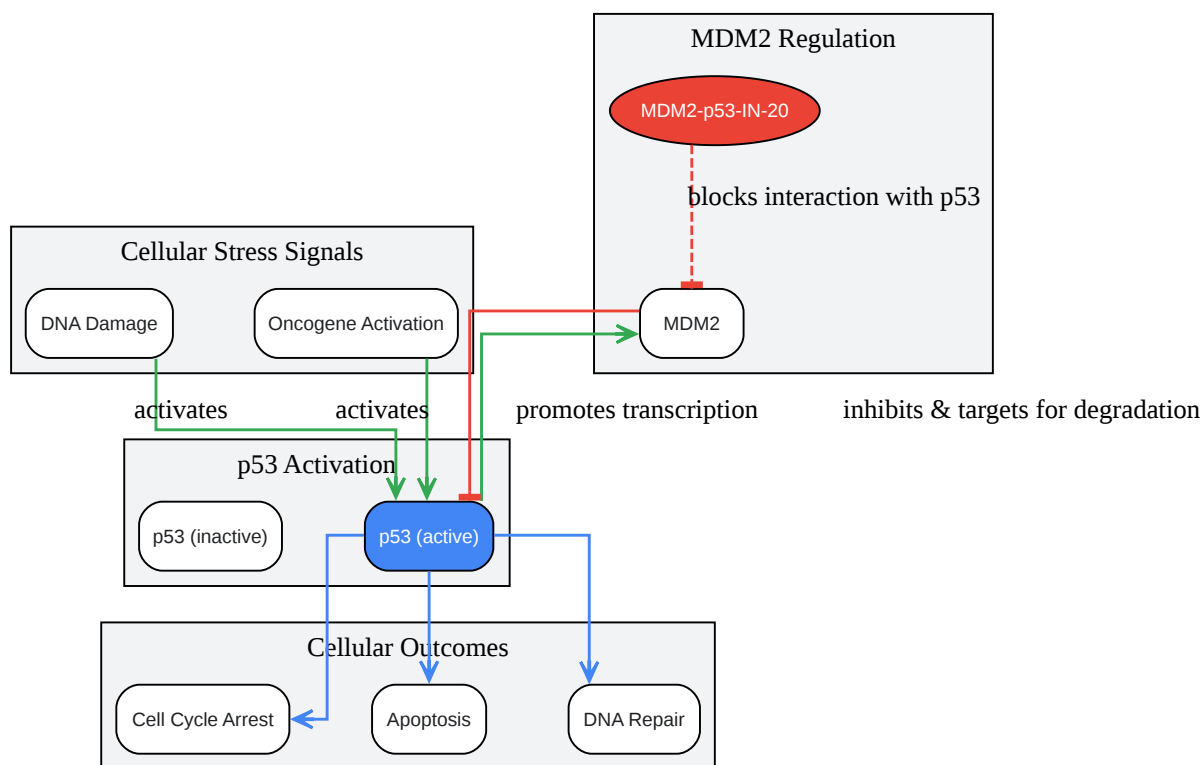 MDM2 Regulation
MDM2-p53-IN-20
blocks interaction with p53
Cellular Stress Signals
DNA Damage
Oncogene Activation
MDM2
activates
activates
promotes transcription
inhibits & targets for degradation
p53 Activation
p53 (inactive)
p53 (active)
Cellular Outcomes
Cell Cycle Arrest
Apoptosis
DNA Repair